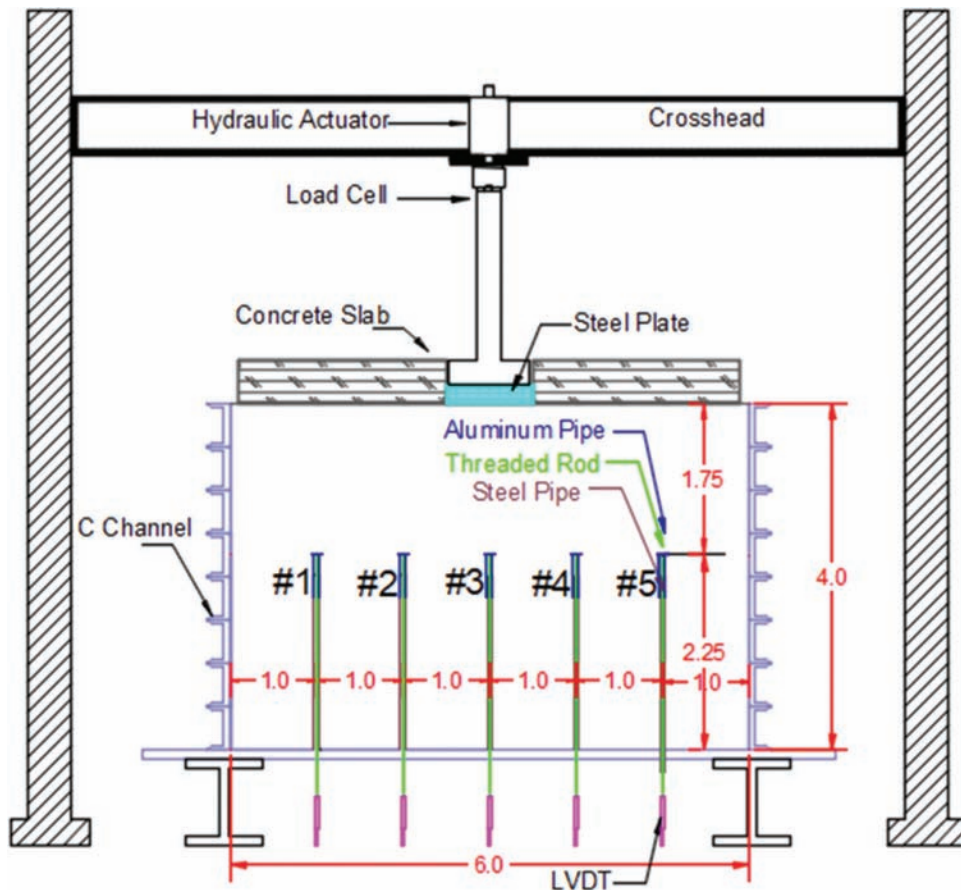 Hydraulic Actuator
Crosshead
Load Cell
Concrete Slab
Steel Plate
Aluminum Pipe
Threaded Rod
1.75
Steel Pipe
C Channel
#1
#2
#3
#4
#5
4.0
2.25
1.0
1.0
1.0
1.0
1.0
1.0
6.0
LVDT